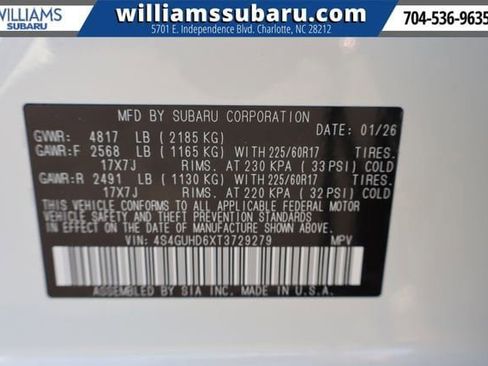 WILLIAMS
SUBARU
williamssubaru.com
5701 E. Independence Blvd. Charlotte, NC 28212
704-536-9635
MFD BY SUBARU CORPORATION
GVWR: 4817 LB (2185 KG) DATE: 01/26
GAWR:F 2568 LB (1165 KG) WITH 225/60R17 TIRES.
17X7J RIMS. AT 230 KPA (33 PSI) COLD
GAWR:R 2491 LB (1130 KG) WITH 225/60R17 TIRES.
17X7J RIMS. AT 220 KPA (32 PSI) COLD
THIS VEHICLE CONFORMS TO ALL APPLICABLE FEDERAL MOTOR
VEHICLE SAFETY AND THEFT PREVENTION STANDARDS IN
EFFECT ON THE DATE OF MANUFACTURE SHOWN ABOVE.
VIN: 4S4GUHD6XT3729279 MPV
ASSEMBLED BY SIA INC. MADE IN U.S.A.